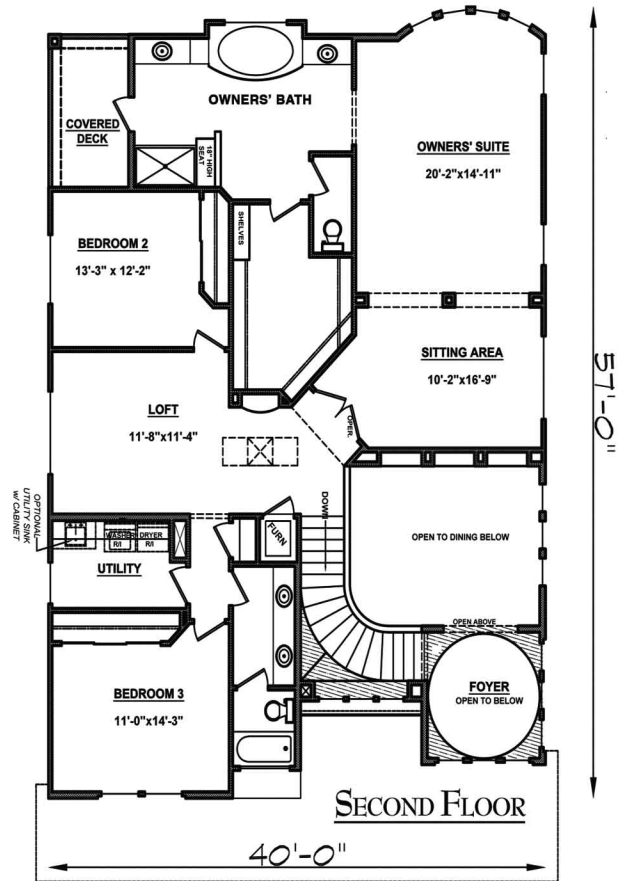 OWNERS' BATH
COVERED
DECK
18" HIGH
SEAT
OWNERS' SUITE
20'-2"x14'-11"
SHELVES
BEDROOM 2
13'-3" x 12'-2"
SITTING AREA
10'-2"x16'-9"
57'-0"
LOFT
11'-8"x11'-4"
OPER.
OPTIONAL
UTILITY SINK
w/ CABINET
WASHER
R/I
DRYER
R/I
FURN
DOWN
OPEN TO DINING BELOW
UTILITY
OPEN ABOVE
BEDROOM 3
11'-0"x14'-3"
FOYER
OPEN TO BELOW
SECOND FLOOR
40'-0"